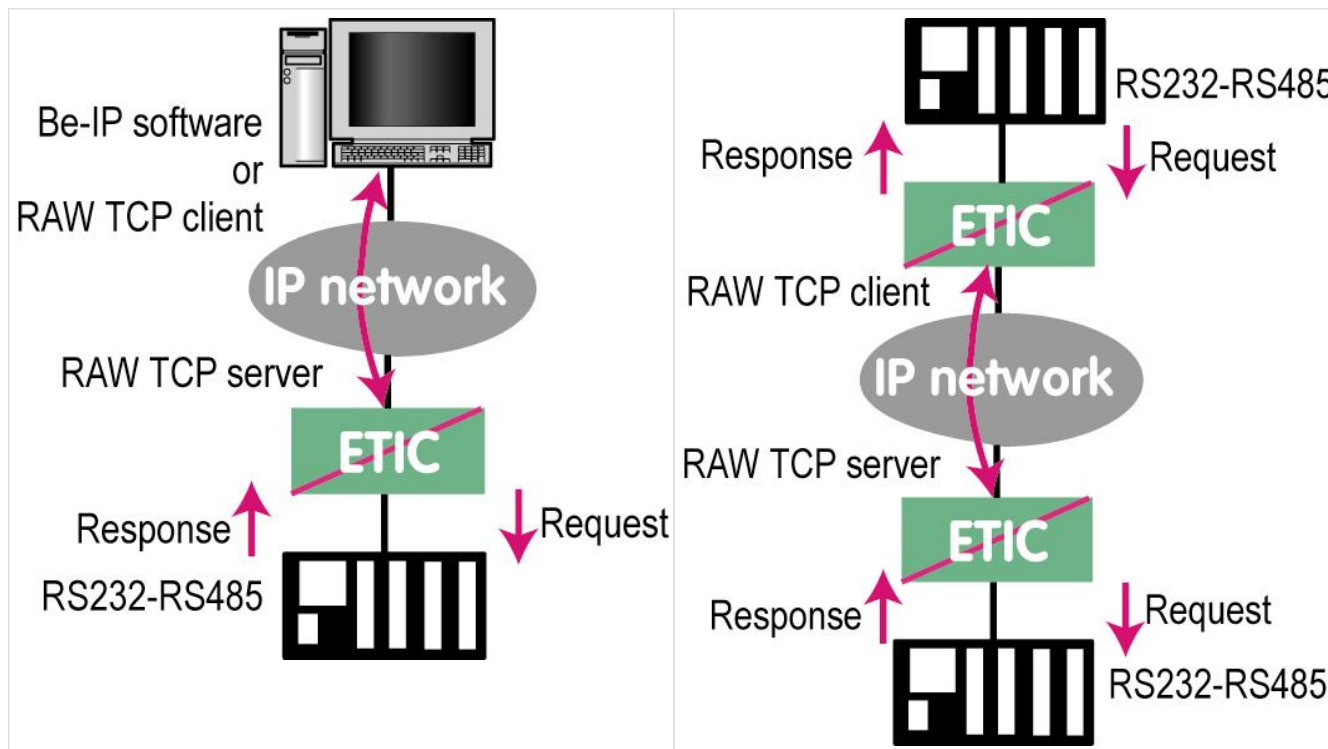 Be-IP software
or
RAW TCP client
IP network
RAW TCP server
ETIC
Response
Request
RS232-RS485
RS232-RS485
Response
Request
ETIC
RAW TCP client
IP network
RAW TCP server
ETIC
Response
Request
RS232-RS485